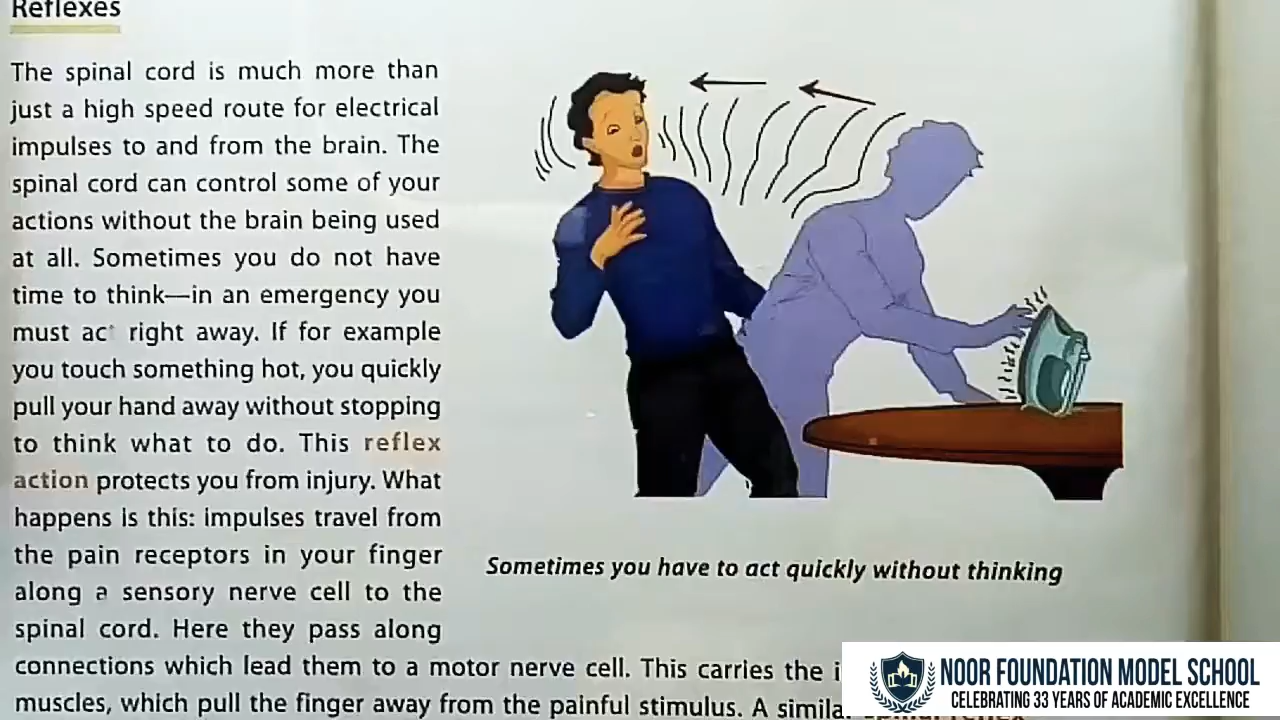 Reflexes
The spinal cord is much more than
just a high speed route for electrical
impulses to and from the brain. The
spinal cord can control some of your
actions without the brain being used
at all. Sometimes you do not have
time to think—in an emergency you
must act right away. If for example
you touch something hot, you quickly
pull your hand away without stopping
to think what to do. This reflex
action protects you from injury. What
happens is this: impulses travel from
the pain receptors in your finger
along a sensory nerve cell to the
spinal cord. Here they pass along
connections which lead them to a motor nerve cell. This carries the
muscles, which pull the finger away from the painful stimulus. A similar spinal reflex
Sometimes you have to act quickly without thinking
NOOR FOUNDATION MODEL SCHOOL
CELEBRATING 33 YEARS OF ACADEMIC EXCELLENCE